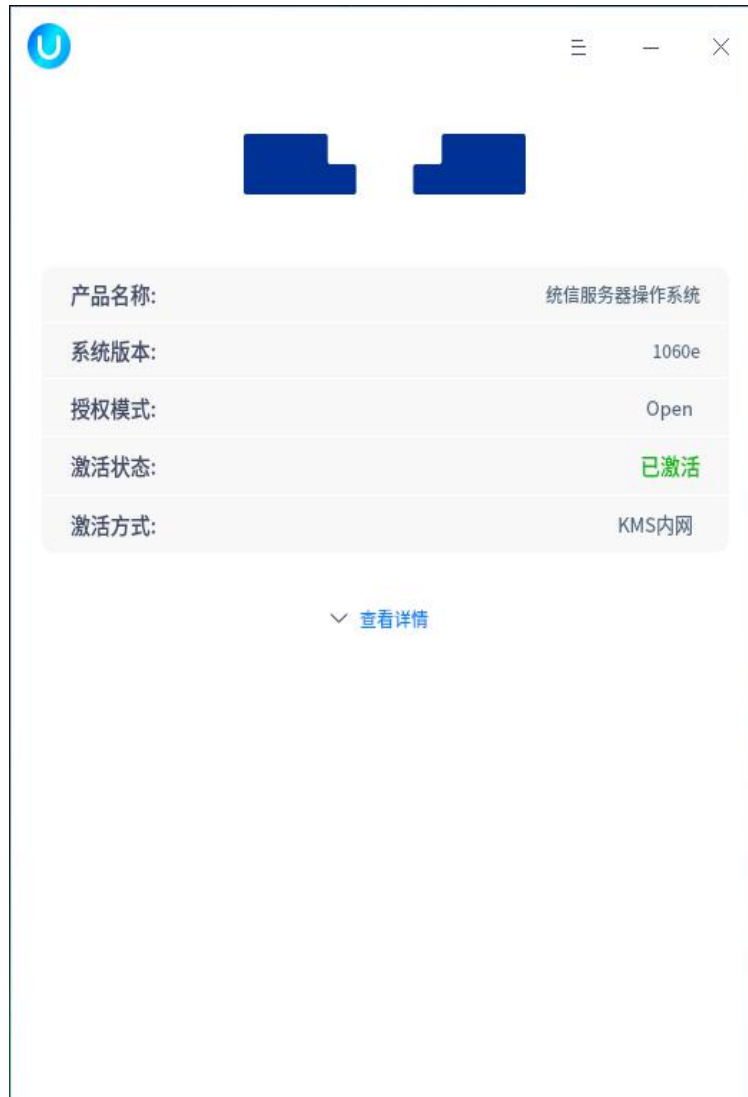 产品名称: 统信服务器操作系统
系统版本: 1060e
授权模式: Open
激活状态: 已激活
激活方式: KMS内网
查看详情